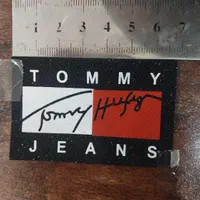 1 2 3 4 5 6 7
TOMMY
Tommy Hilfiger
JEANS